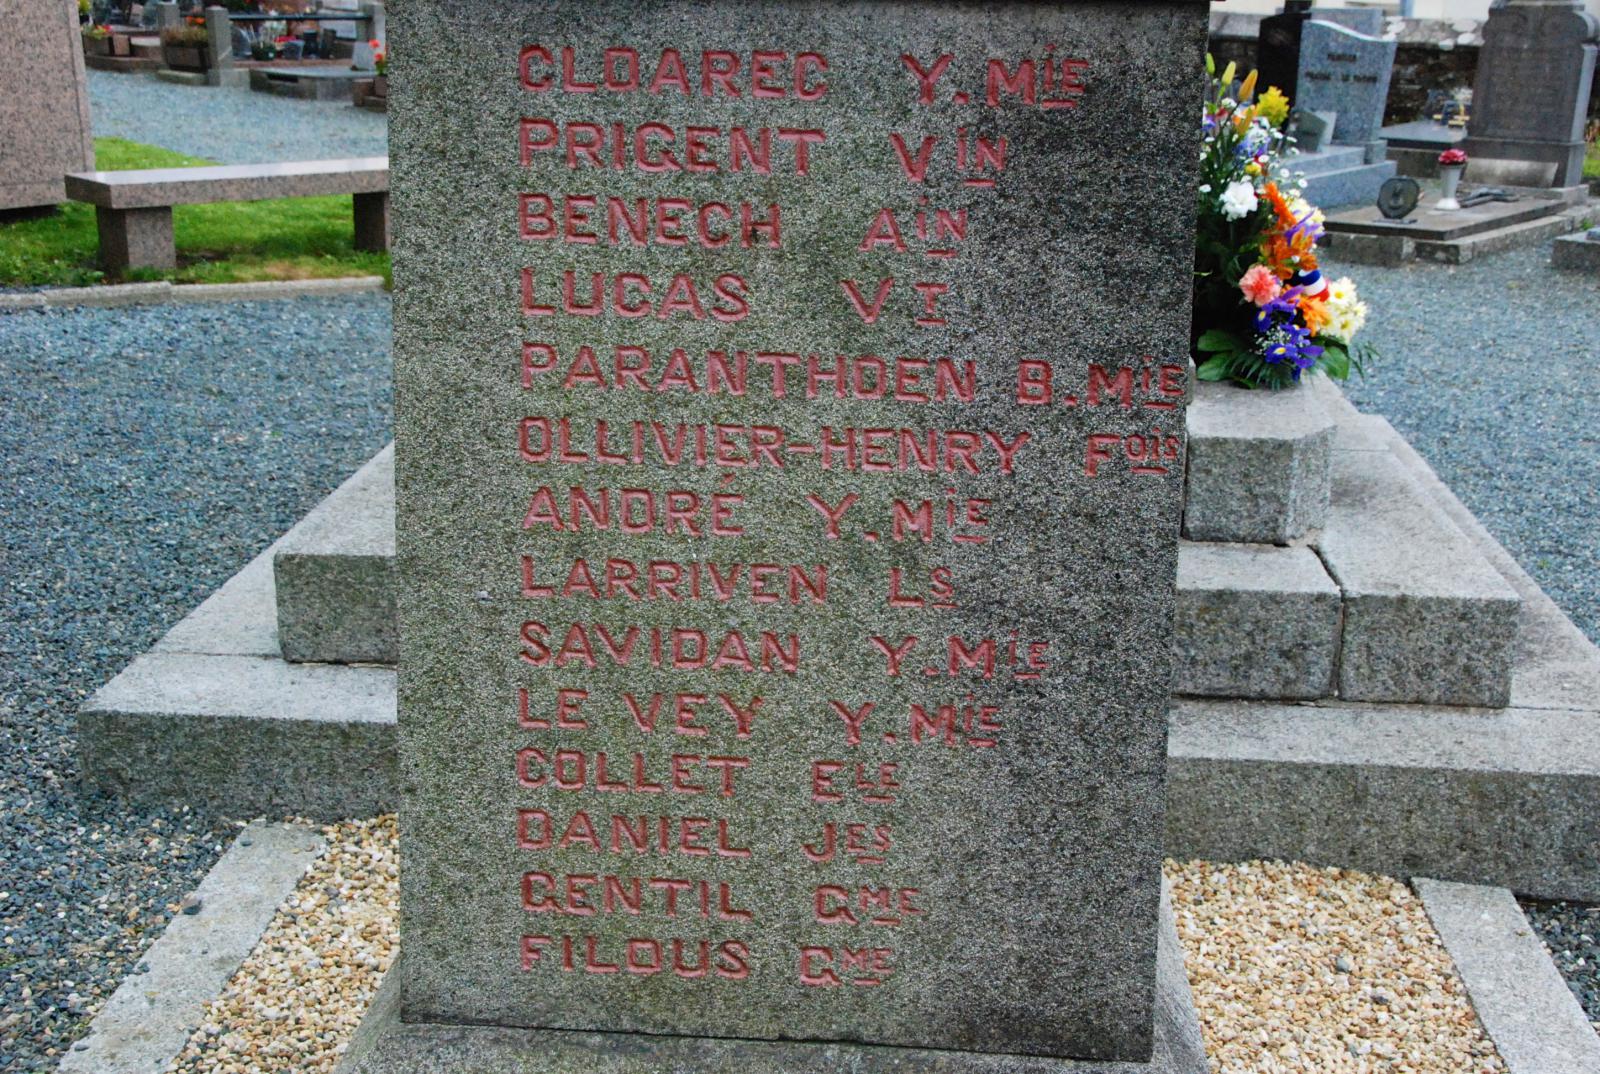 CLOAREC Y. Mie
PRIGENT Vin
BENECH Ain
LUCAS VT
PARANTHOEN B. Mie
OLLIVIER-HENRY Fois
ANDRÉ Y. Mie
LARRIVEN Ls
SAVIDAN Y. Mie
LE VEY Y. Mie
COLLET ELE
DANIEL JES
GENTIL GME
FILOUS GME